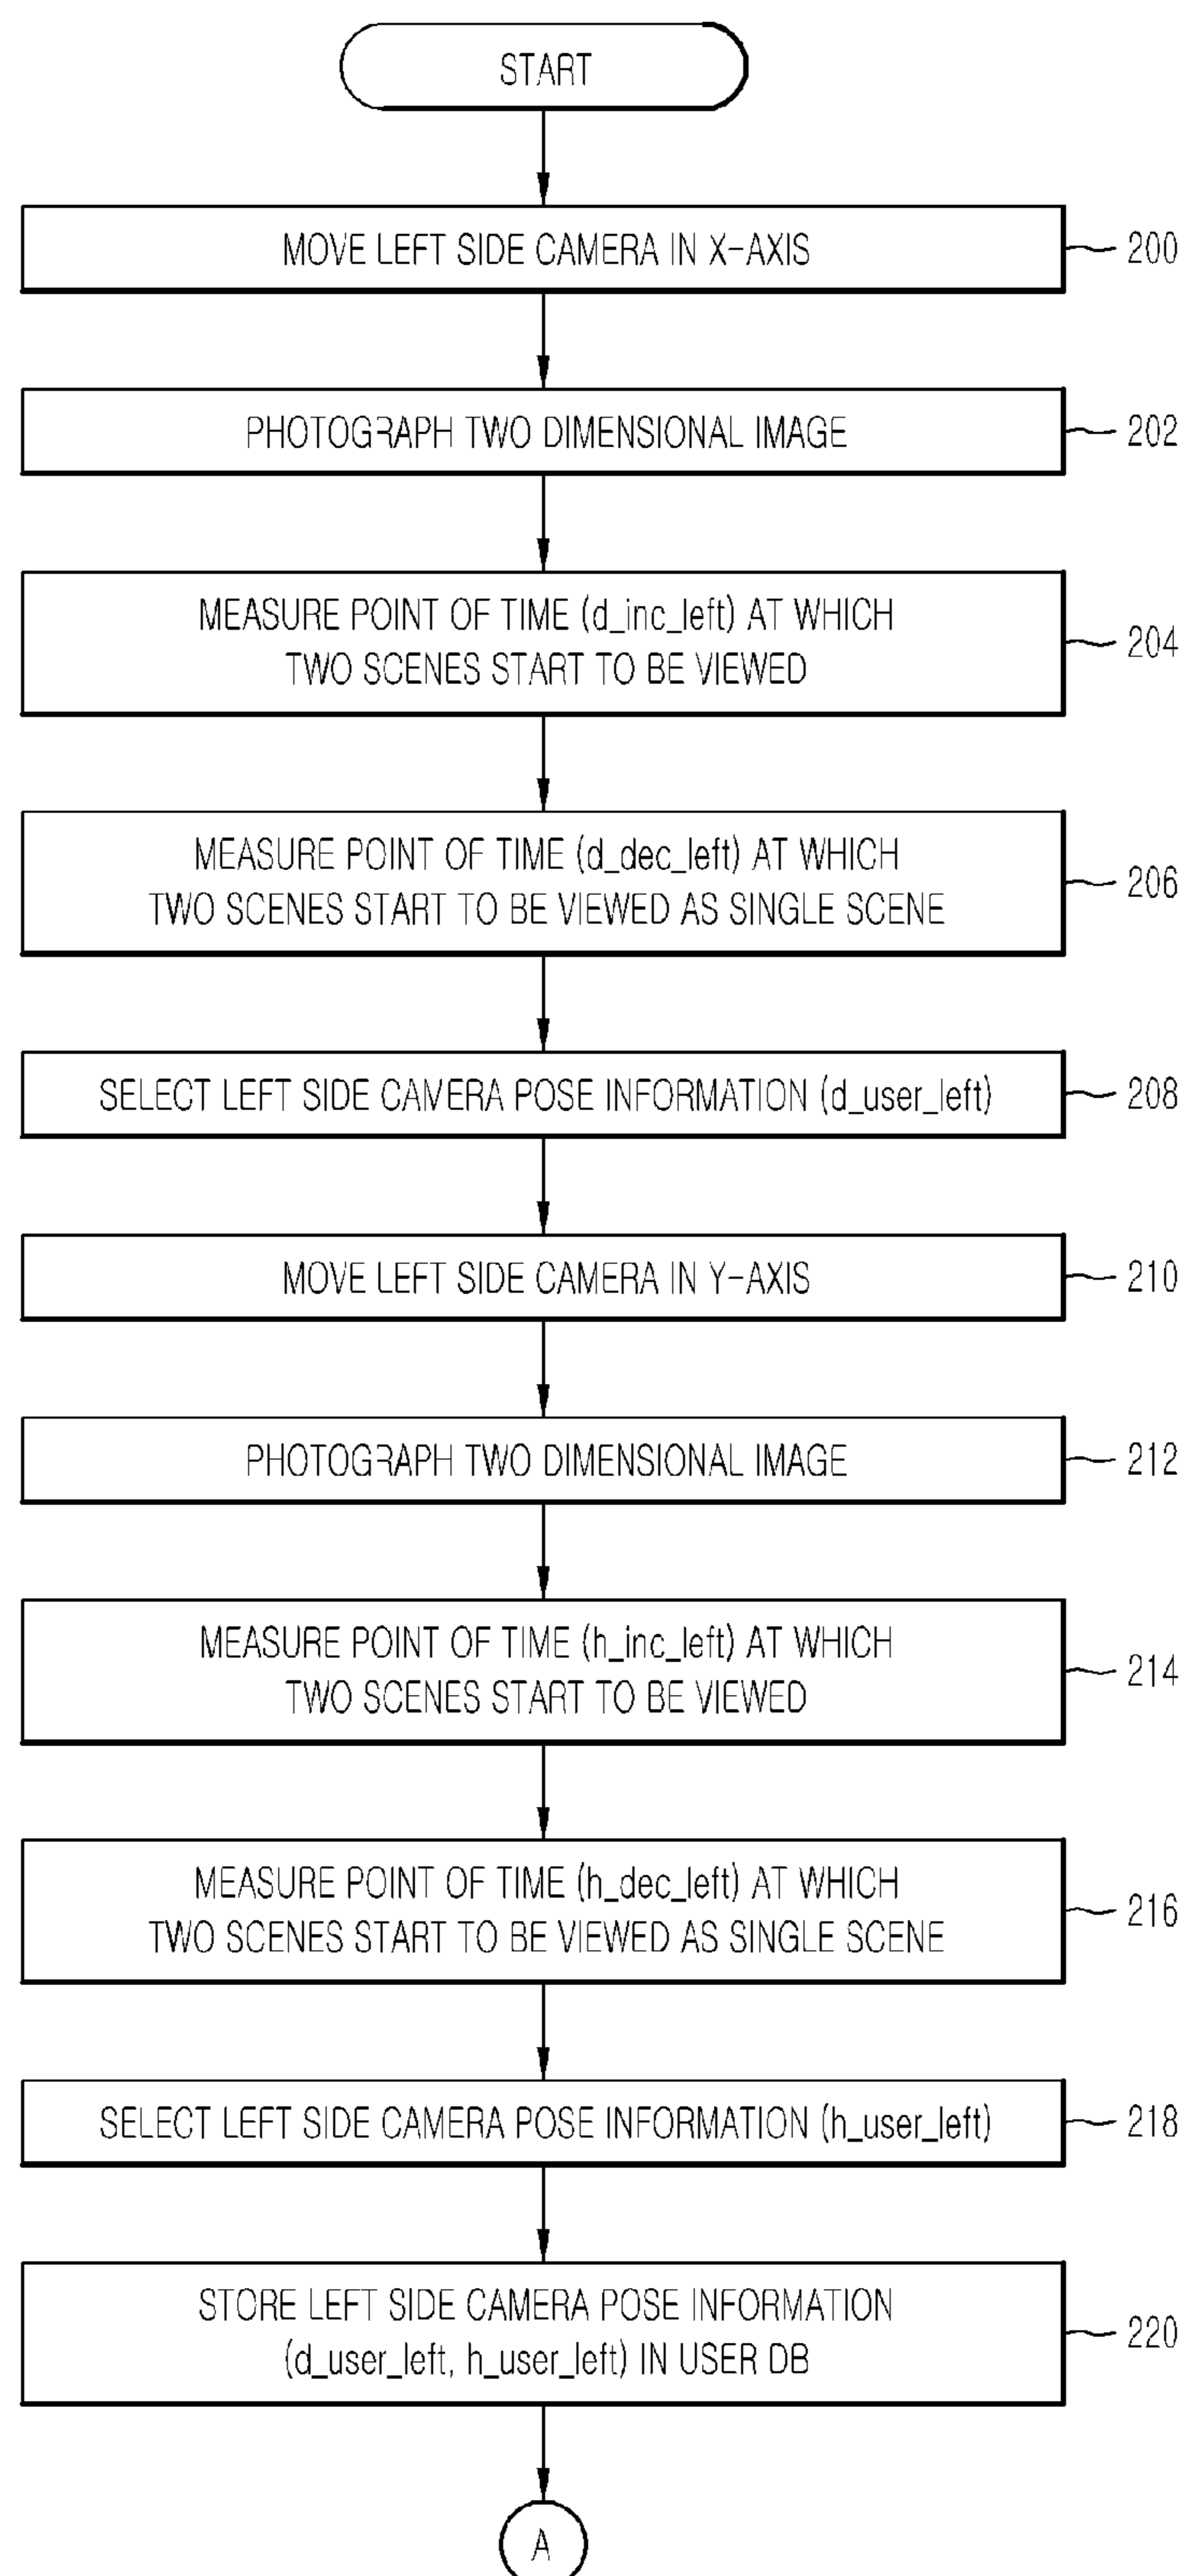 START
MOVE LEFT SIDE CAMERA IN X-AXIS
200
PHOTOGRAPH TWO DIMENSIONAL IMAGE
202
MEASURE POINT OF TIME (d_inc_left) AT WHICH
TWO SCENES START TO BE VIEWED
204
MEASURE POINT OF TIME (d_dec_left) AT WHICH
TWO SCENES START TO BE VIEWED AS SINGLE SCENE
206
SELECT LEFT SIDE CAMERA POSE INFORMATION (d_user_left)
208
MOVE LEFT SIDE CAMERA IN Y-AXIS
210
PHOTOGRAPH TWO DIMENSIONAL IMAGE
212
MEASURE POINT OF TIME (h_inc_left) AT WHICH
TWO SCENES START TO BE VIEWED
214
MEASURE POINT OF TIME (h_dec_left) AT WHICH
TWO SCENES START TO BE VIEWED AS SINGLE SCENE
216
SELECT LEFT SIDE CAMERA POSE INFORMATION (h_user_left)
218
STORE LEFT SIDE CAMERA POSE INFORMATION
(d_user_left, h_user_left) IN USER DB
220
A